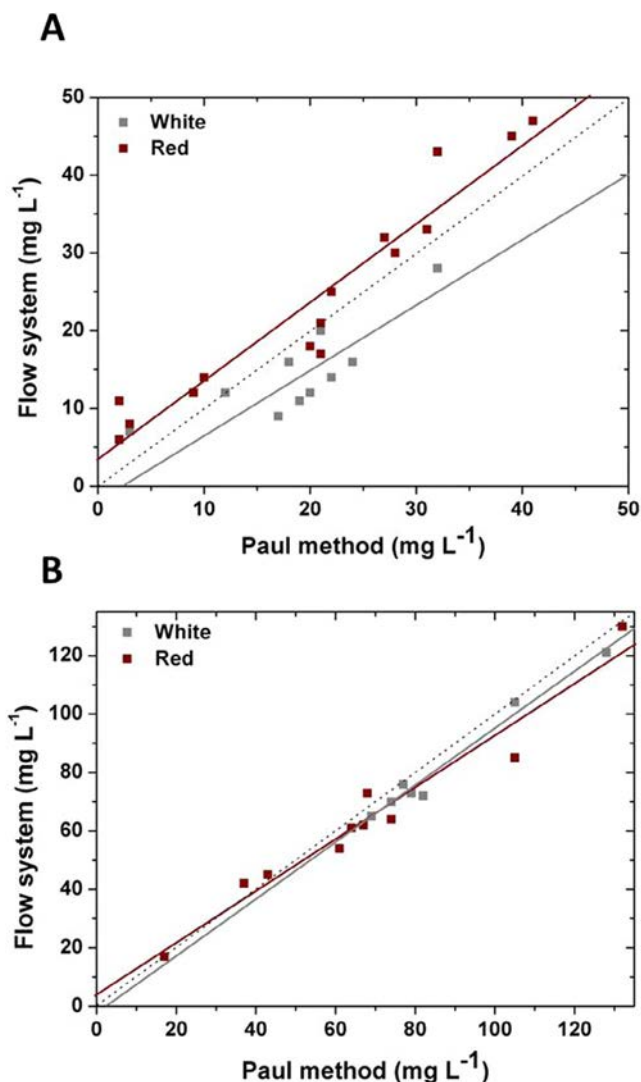 A
50
White
Red
40
30
20
10
0
0 10 20 30 40 50
Flow system (mg L⁻¹)
Paul method (mg L⁻¹)
B
White
Red
120
100
80
60
40
20
0
0 20 40 60 80 100 120
Flow system (mg L⁻¹)
Paul method (mg L⁻¹)